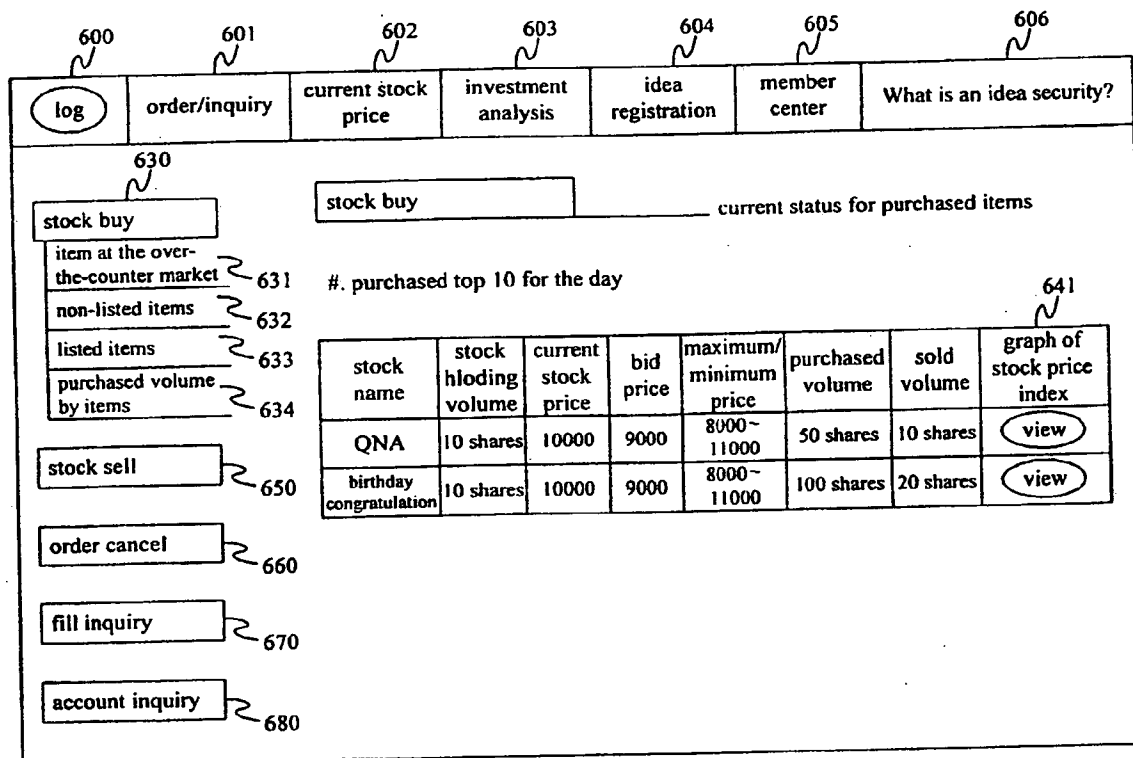 600
601
602
603
604
605
606
log
order/inquiry
current stock
price
investment
analysis
idea
registration
member
center
What is an idea security?
630
stock buy
item at the over-
the-counter market
631
non-listed items
632
listed items
633
purchased volume
by items
634
stock sell
650
order cancel
660
fill inquiry
670
account inquiry
680
stock buy
current status for purchased items
#. purchased top 10 for the day
641
stock
name
stock
hloding
volume
current
stock
price
bid
price
maximum/
minimum
price
purchased
volume
sold
volume
graph of
stock price
index
QNA
10 shares
10000
9000
8000~
11000
50 shares
10 shares
view
birthday
congratulation
10 shares
10000
9000
8000~
11000
100 shares
20 shares
view